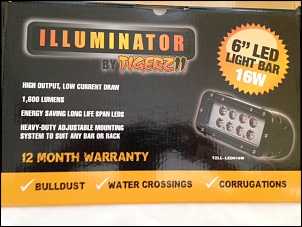 ILLUMINATOR
BY TIGERZ11
6" LED
LIGHT BAR
16W
HIGH OUTPUT, LOW CURRENT DRAW
1,600 LUMENS
ENERGY SAVING LONG LIFE SPAN LEDS
HEAVY-DUTY ADJUSTABLE MOUNTING
SYSTEM TO SUIT ANY BAR OR RACK
TZLL-LED016W
12 MONTH WARRANTY
BULLDUST
WATER CROSSINGS
CORRUGATIONS